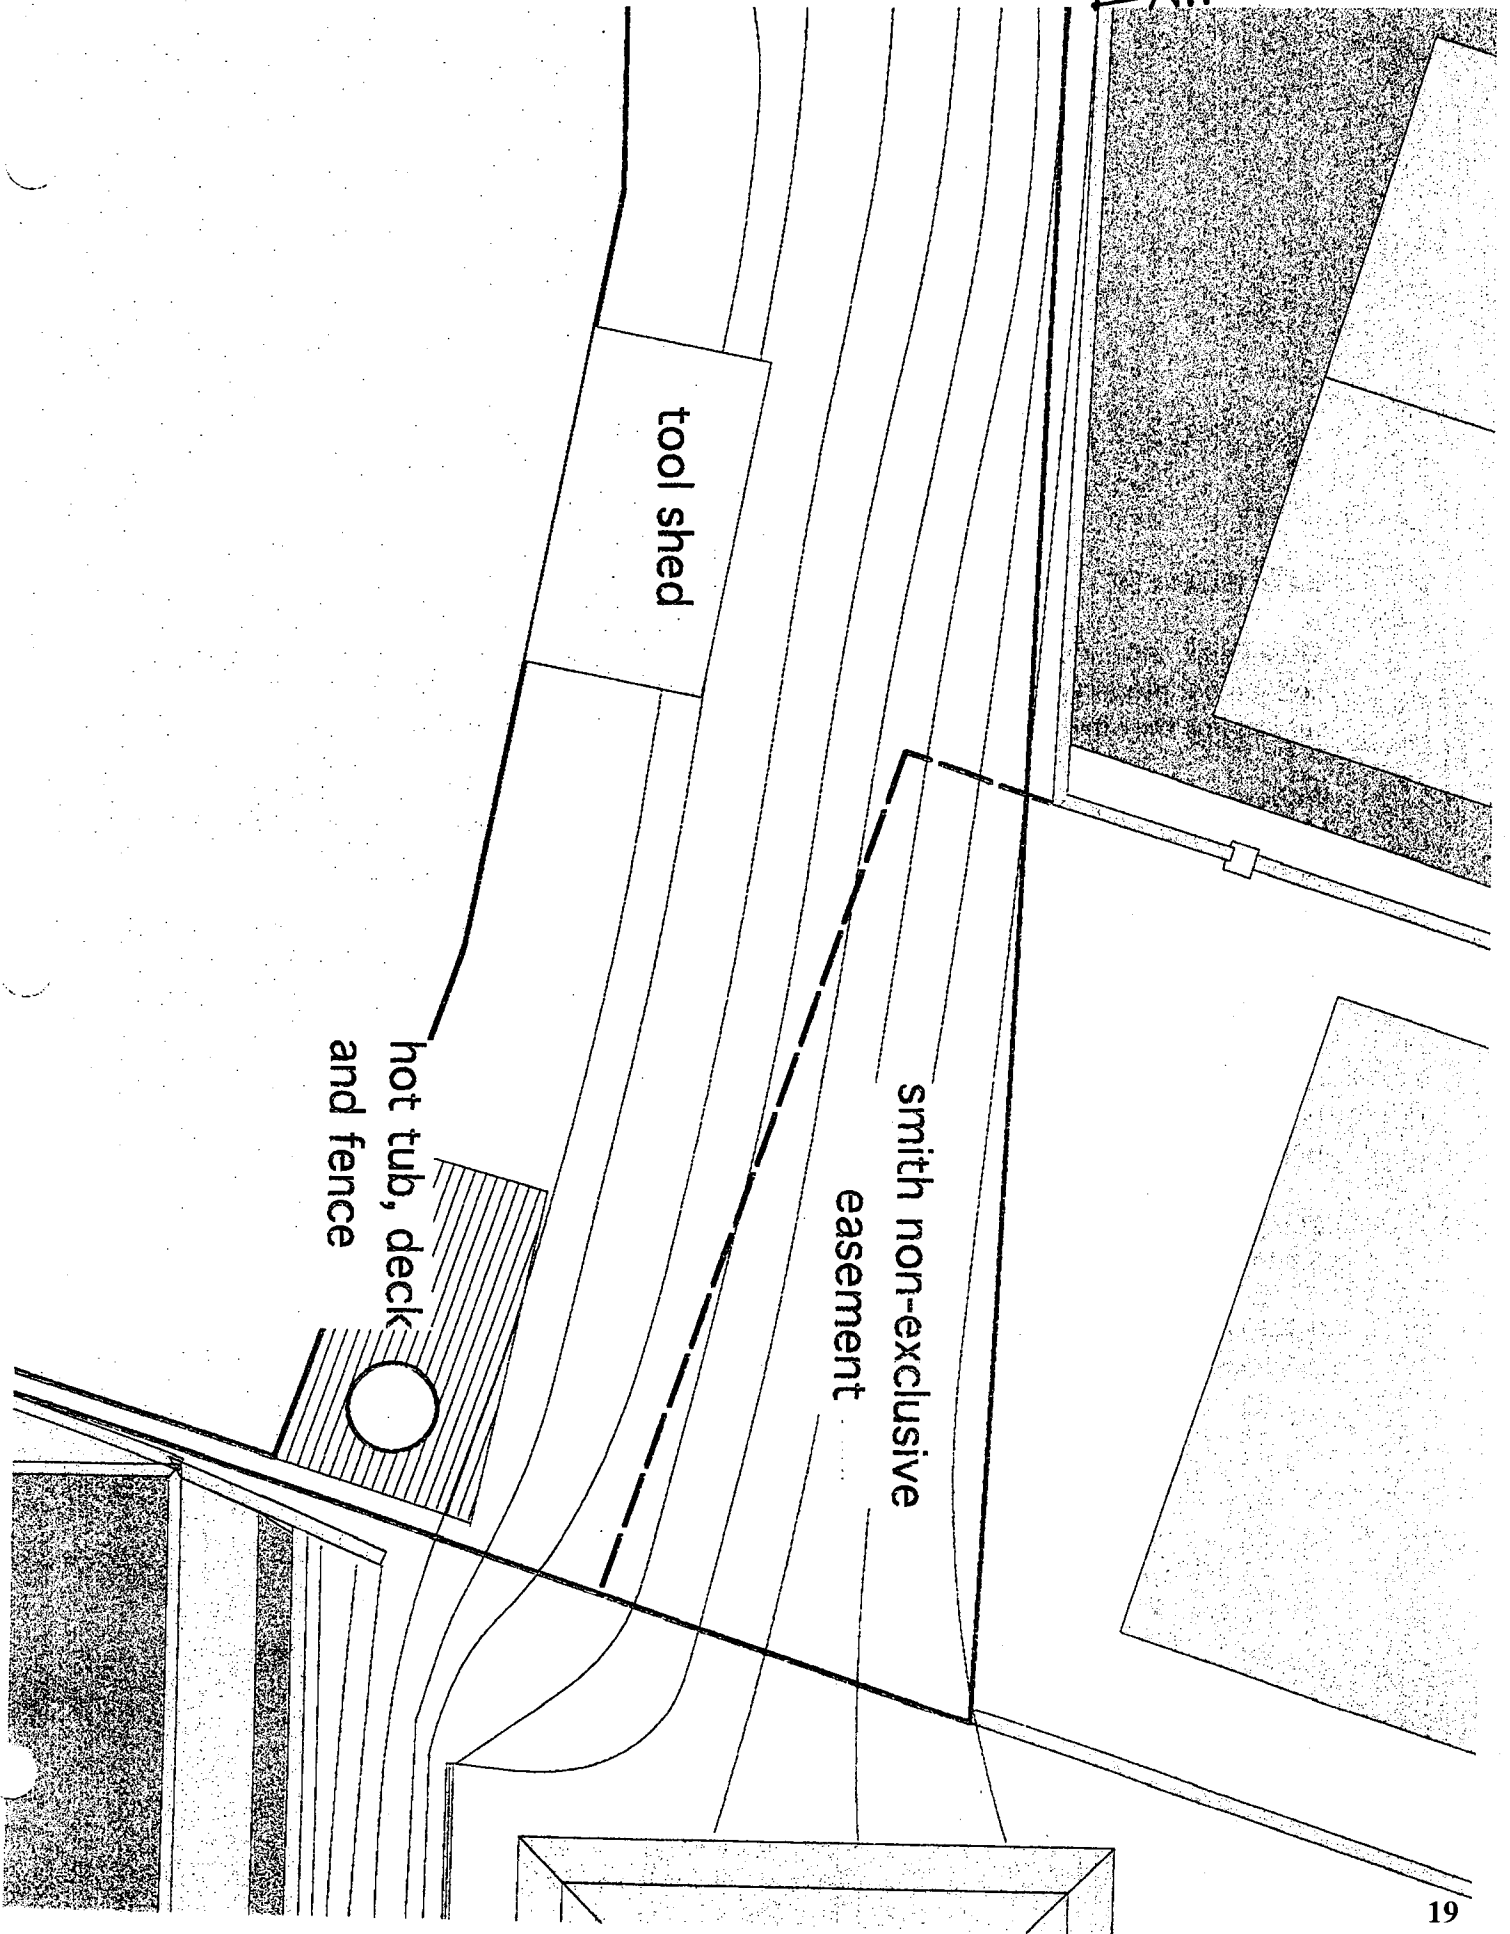 tool shed
smith non-exclusive
easement
hot tub, deck
and fence
19